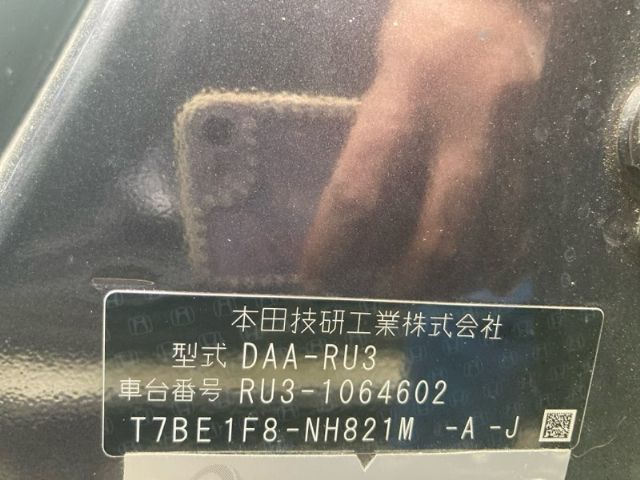 本田技研工業株式会社
型式 DAA-RU3
車台番号 RU3-1064602
T7BE1F8-NH821M -A -J